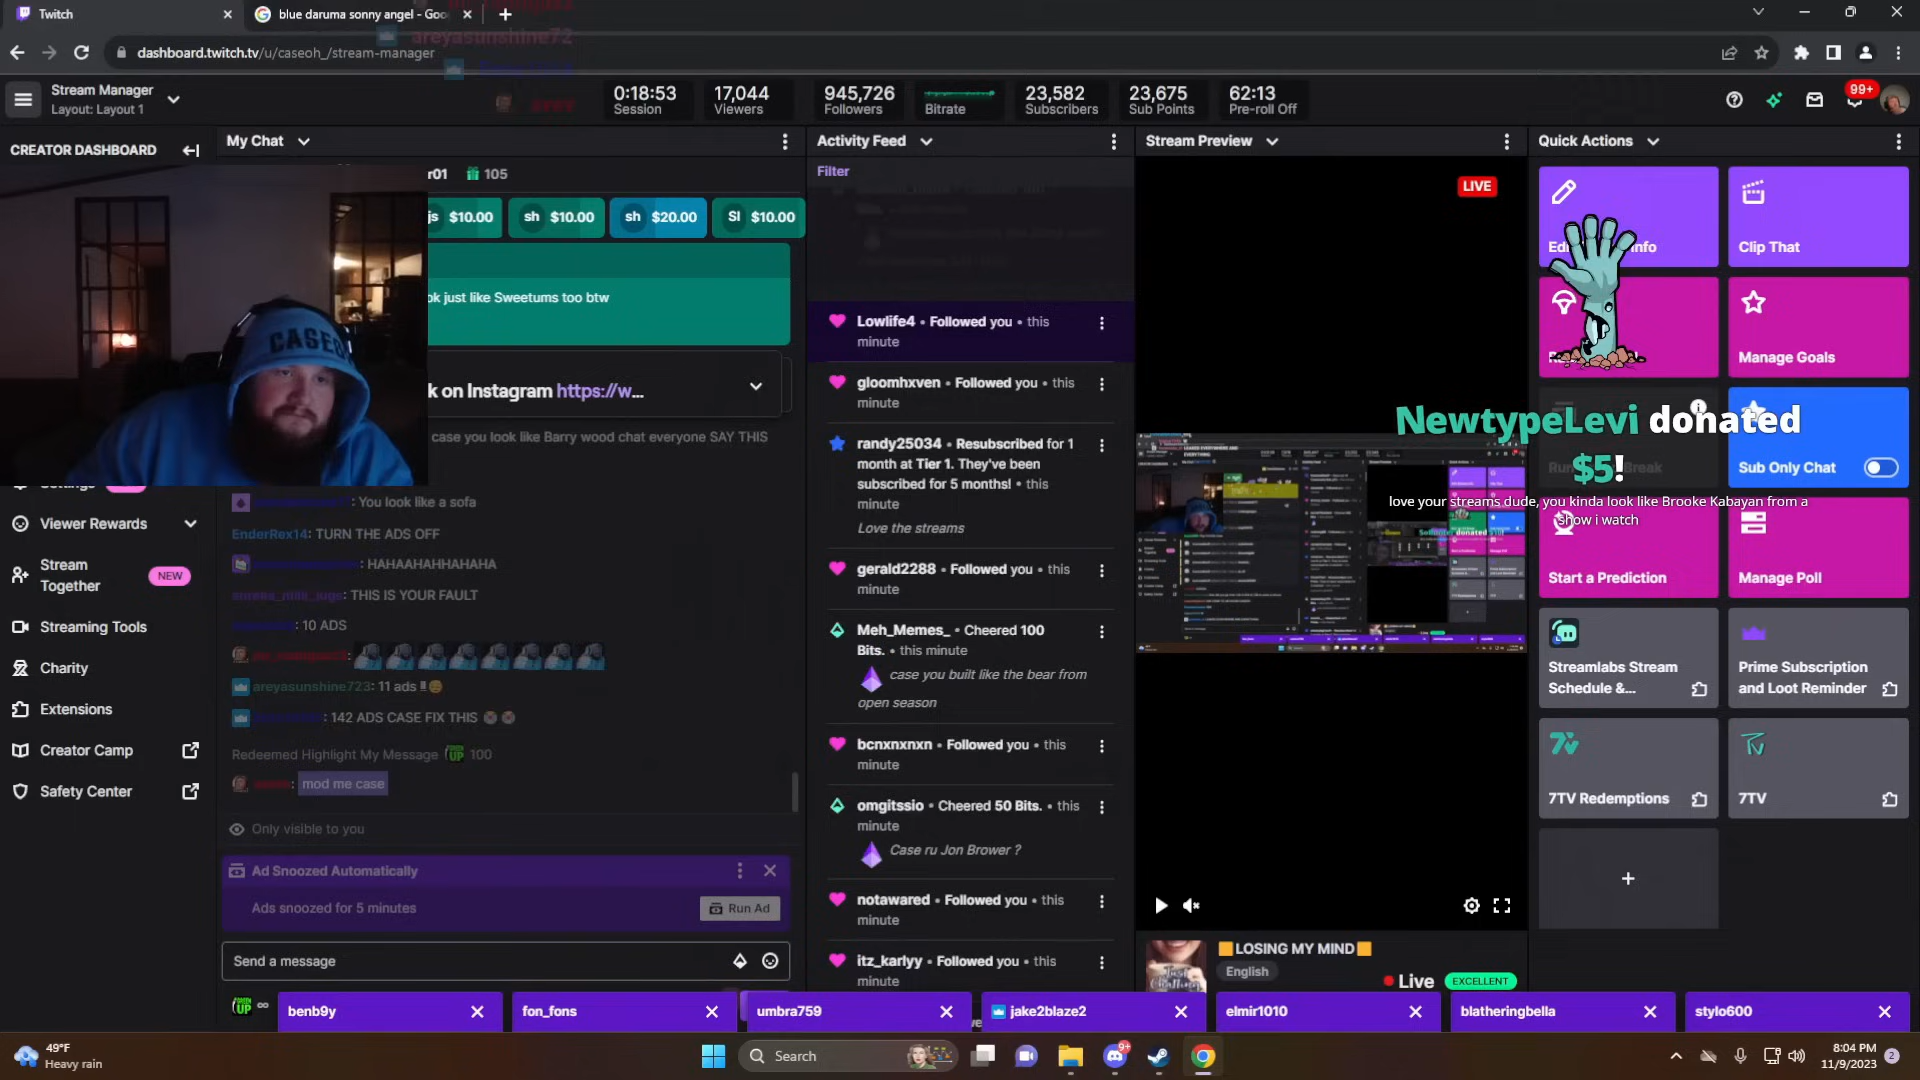 Twitch
blue daruma sonny angel - Goo
areyasunshine72
dashboard.twitch.tv/u/caseoh_/stream-manager
Stream Manager
Layout: Layout 1
0:18:53
Session
17,044
Viewers
945,726
Followers
Bitrate
23,582
Subscribers
23,675
Sub Points
62:13
Pre-roll Off
99+
CREATOR DASHBOARD
Viewer Rewards
Stream
Together
NEW
Streaming Tools
Charity
Extensions
Creator Camp
Safety Center
My Chat
r01
105
js $10.00
sh $10.00
sh $20.00
Sl $10.00
ok just like Sweetums too btw
k on Instagram https://w...
case you look like Barry wood chat everyone SAY THIS
CASEO
: You look like a sofa
EnderRex14: TURN THE ADS OFF
: HAHAAHAHHAHAHA
: THIS IS YOUR FAULT
: 10 ADS
areyasunshine723: 11 ads !!
: 142 ADS CASE FIX THIS
Redeemed Highlight My Message
UP
100
: mod me case
Only visible to you
Ad Snoozed Automatically
Ads snoozed for 5 minutes
Run Ad
Send a message
UP
∞
Activity Feed
Filter
Lowlife4 • Followed you • this
minute
gloomhxven • Followed you • this
minute
randy25034 • Resubscribed for 1
month at Tier 1. They've been
subscribed for 5 months! • this
minute
Love the streams
gerald2288 • Followed you • this
minute
Meh_Memes_ • Cheered 100
Bits. • this minute
case you built like the bear from
open season
bcnxnxnxn • Followed you • this
minute
omgitssio • Cheered 50 Bits. • this
minute
Case ru Jon Brower ?
notawared • Followed you • this
minute
itz_karlyy • Followed you • this
minute
Stream Preview
LIVE
LOSING MY MIND
English
Live
EXCELLENT
Quick Actions
Clip That
Manage Goals
NewtypeLevi donated
$5!
love your streams dude, you kinda look like Brooke Kabayan from a
show i watch
Sub Only Chat
Start a Prediction
Manage Poll
Streamlabs Stream
Schedule &...
Prime Subscription
and Loot Reminder
7TV Redemptions
7TV
+
benb9y
fon_fons
umbra759
jake2blaze2
elmir1010
blatheringbella
stylo600
49°F
Heavy rain
Search
9+
8:04 PM
11/9/2023
2